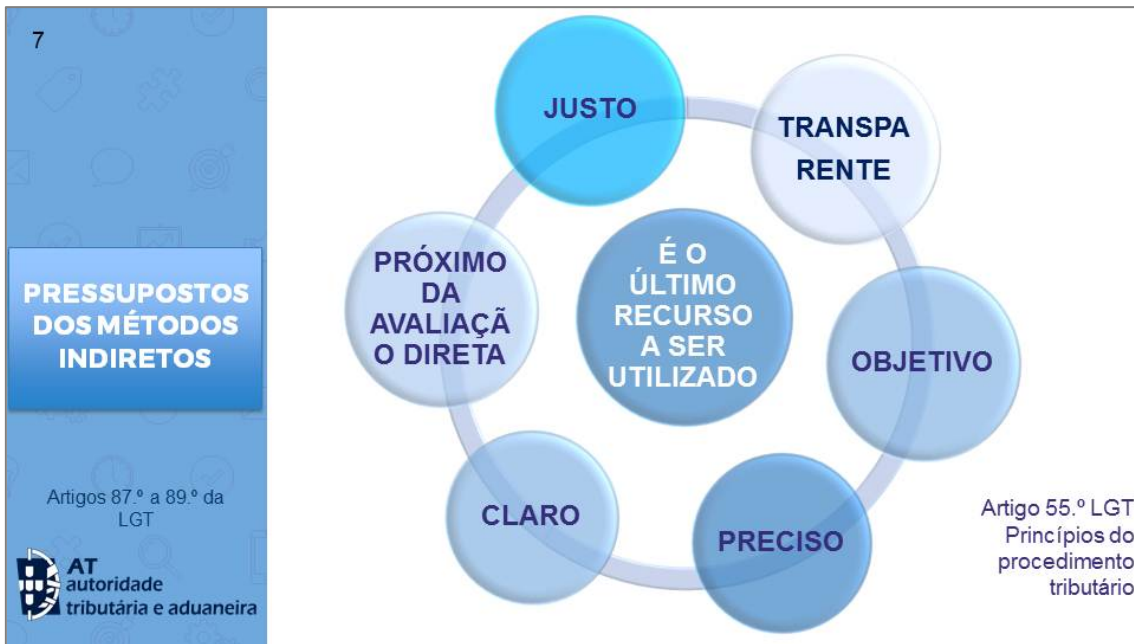 7
PRESSUPOSTOS
DOS MÉTODOS
INDIRETOS
Artigos 87.º a 89.º da
LGT
AT
autoridade
tributária e aduaneira
JUSTO
TRANSPA
RENTE
OBJETIVO
PRECISO
CLARO
PRÓXIMO
DA
AVALIAÇÃ
O DIRETA
É O
ÚLTIMO
RECURSO
A SER
UTILIZADO
Artigo 55.º LGT
Princípios do
procedimento
tributário